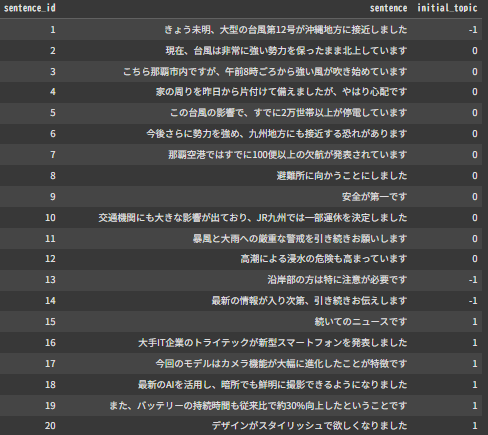 sentence_id sentence initial_topic
1 きょう未明、大型の台風第12号が沖縄地方に接近しました -1
2 現在、台風は非常に強い勢力を保ったまま北上しています 0
3 こちら那覇市内ですが、午前8時ごろから強い風が吹き始めています 0
4 家の周りを昨日から片付けて備えましたが、やはり心配です 0
5 この台風の影響で、すでに2万世帯以上が停電しています 0
6 今後さらに勢力を強め、九州地方にも接近する恐れがあります 0
7 那覇空港ではすでに100便以上の欠航が発表されています 0
8 避難所に向かうことにしました 0
9 安全が第一です 0
10 交通機関にも大きな影響が出ており、JR九州では一部運休を決定しました 0
11 暴風と大雨への厳重な警戒を引き続きお願いします 0
12 高潮による浸水の危険も高まっています 0
13 沿岸部の方は特に注意が必要です -1
14 最新の情報が入り次第、引き続きお伝えします -1
15 続いてのニュースです 1
16 大手IT企業のトライテックが新型スマートフォンを発表しました 1
17 今回のモデルはカメラ機能が大幅に進化したことが特徴です 1
18 最新のAIを活用し、暗所でも鮮明に撮影できるようになりました 1
19 また、バッテリーの持続時間も従来比で約30%向上したということです 1
20 デザインがスタイリッシュで欲しくなりました 1